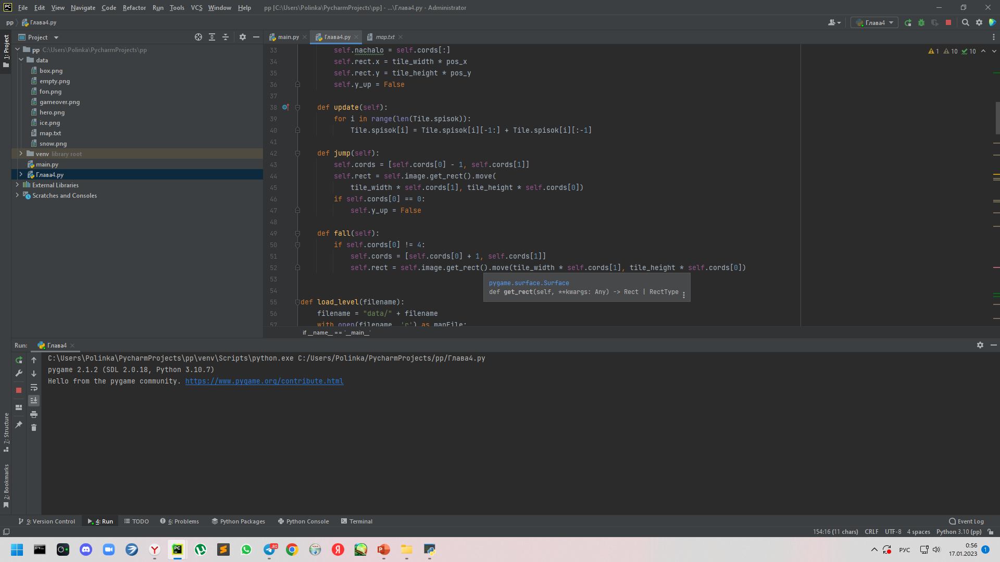 File Edit View Navigate Code Refactor Run Tools VCS Window Help pp [C:\Users\Polinka\PycharmProjects\pp] - ...\Глава4.py - Administrator
pp Глава4.py
Глава4
Project
main.py Глава4.py map.txt
1: Project
pp C:\Users\Polinka\PycharmProjects\pp
data
box.png
empty.png
fon.png
gameover.png
hero.png
ice.png
map.txt
snow.png
venv library root
main.py
Глава4.py
External Libraries
Scratches and Consoles
1 10 10
33 self.nachalo = self.cords[:]
34 self.rect.x = tile_width * pos_x
35 self.rect.y = tile_height * pos_y
36 self.y_up = False
37
38 def update(self):
39 for i in range(len(Tile.spisok)):
40 Tile.spisok[i] = Tile.spisok[i][-1:] + Tile.spisok[i][:-1]
41
42 def jump(self):
43 self.cords = [self.cords[0] - 1, self.cords[1]]
44 self.rect = self.image.get_rect().move(
45 tile_width * self.cords[1], tile_height * self.cords[0])
46 if self.cords[0] == 0:
47 self.y_up = False
48
49 def fall(self):
50 if self.cords[0] != 4:
51 self.cords = [self.cords[0] + 1, self.cords[1]]
52 self.rect = self.image.get_rect().move(tile_width * self.cords[1], tile_height * self.cords[0])
53
54
pygame.surface.Surface
def get_rect(self, **kwargs: Any) -> Rect | RectType
55 def load_level(filename):
56 filename = "data/" + filename
57 with open(filename, 'r') as mapFile:
if __name__ == '__main__'
Run: Глава4
C:\Users\Polinka\PycharmProjects\pp\venv\Scripts\python.exe C:/Users/Polinka/PycharmProjects/pp/Глава4.py
pygame 2.1.2 (SDL 2.0.18, Python 3.10.7)
Hello from the pygame community. https://www.pygame.org/contribute.html
7: Structure
2: Bookmarks
9: Version Control 4: Run TODO 6: Problems Python Packages Python Console Terminal Event Log
154:16 (11 chars) CRLF UTF-8 4 spaces Python 3.10 (pp)
80
РУС
0:56
17.01.2023
1